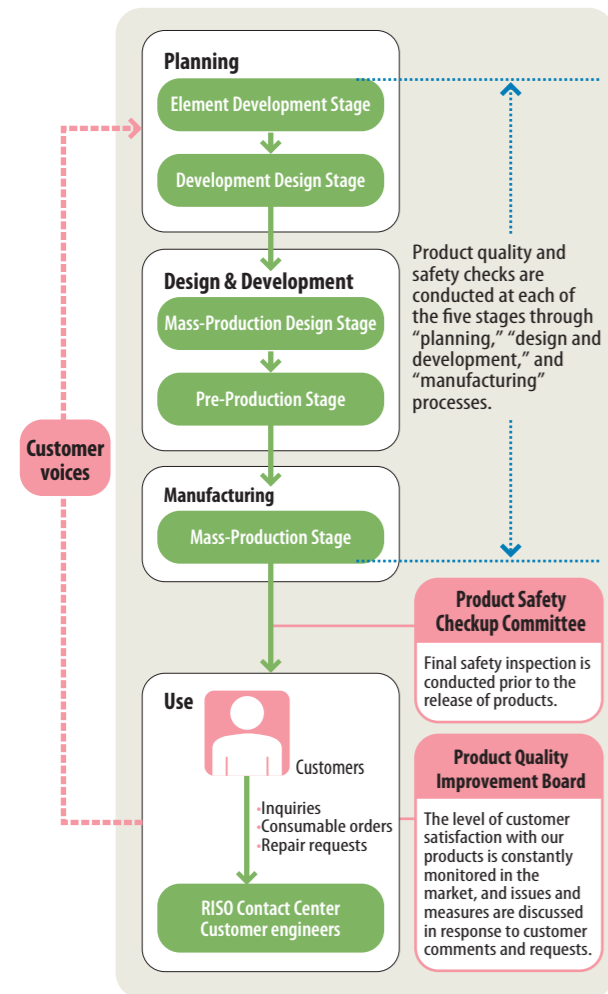 Planning
Element Development Stage
Development Design Stage
Design & Development
Mass-Production Design Stage
Pre-Production Stage
Product quality and
safety checks are
conducted at each of
the five stages through
“planning,” “design and
development,” and
“manufacturing”
processes.
Customer
voices
Manufacturing
Mass-Production Stage
Product Safety
Checkup Committee
Final safety inspection is
conducted prior to the
release of products.
Use
Customers
•Inquiries
•Consumable orders
•Repair requests
RISO Contact Center
Customer engineers
Product Quality
Improvement Board
The level of customer
satisfaction with our
products is constantly
monitored in the
market, and issues and
measures are discussed
in response to customer
comments and requests.